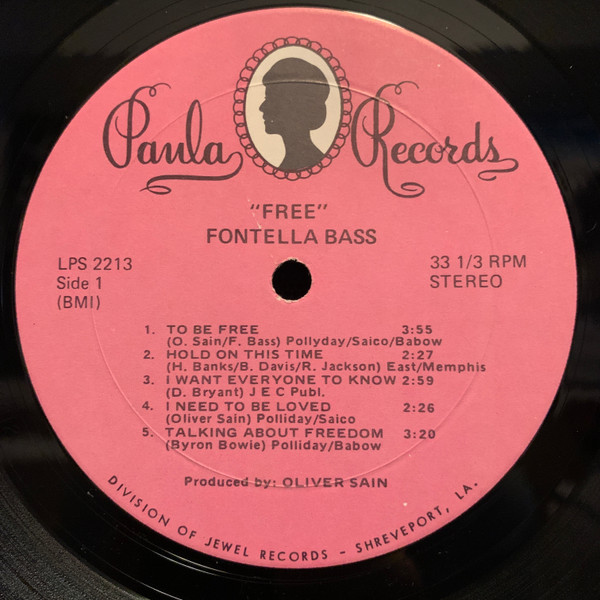 Paula Records
"FREE"
FONTELLA BASS
LPS 2213
Side 1
(BMI)
33 1/3 RPM
STEREO
1. TO BE FREE 3:55
(O. Sain/F. Bass) Pollyday/Saico/Babow
2. HOLD ON THIS TIME 2:27
(H. Banks/B. Davis/R. Jackson) East/Memphis
3. I WANT EVERYONE TO KNOW 2:59
(D. Bryant) J E C Publ.
4. I NEED TO BE LOVED 2:26
(Oliver Sain) Polliday/Saico
5. TALKING ABOUT FREEDOM 3:20
(Byron Bowie) Polliday/Babow
Produced by: OLIVER SAIN
DIVISION OF JEWEL RECORDS - SHREVEPORT, LA.